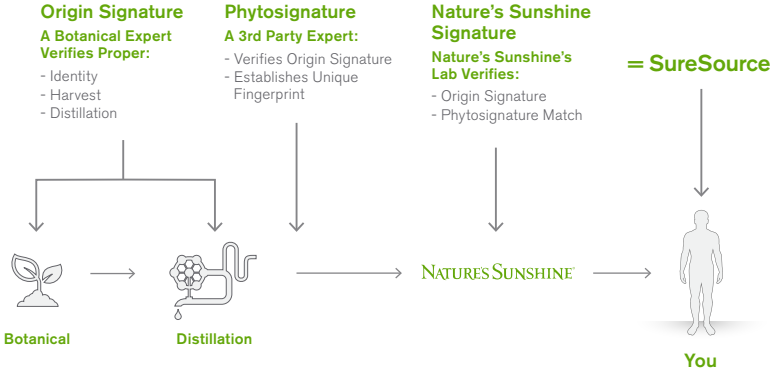 Origin Signature
A Botanical Expert
Verifies Proper:
- Identity
- Harvest
- Distillation
Phytosignature
A 3rd Party Expert:
- Verifies Origin Signature
- Establishes Unique
Fingerprint
Nature's Sunshine
Signature
Nature's Sunshine's
Lab Verifies:
- Origin Signature
- Phytosignature Match
= SureSource
NATURE'S SUNSHINE
Botanical
Distillation
You